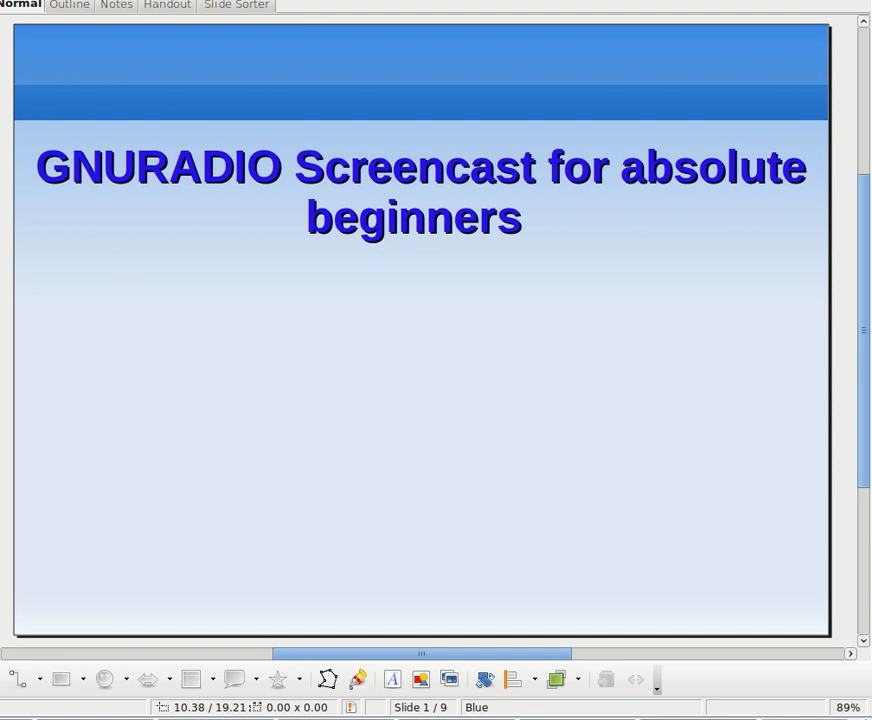 Normal Outline Notes Handout Slide Sorter
GNURADIO Screencast for absolute
beginners
A
10.38 / 19.21 0.00 x 0.00 Slide 1 / 9 Blue 89%